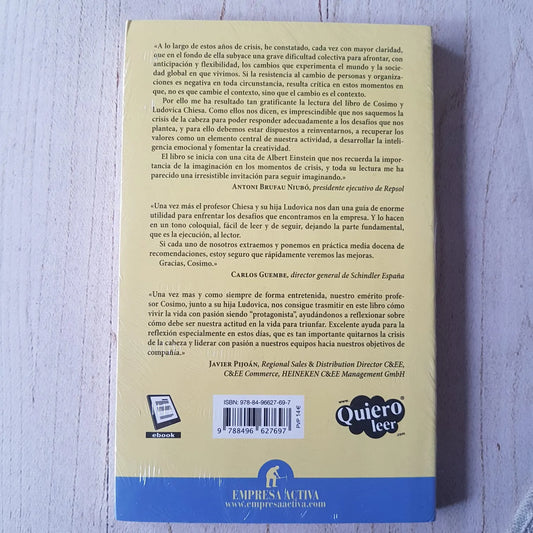 «A lo largo de estos años de crisis, he constatado, cada vez con mayor claridad,
que en el fondo de ella subyace una grave dificultad colectiva para afrontar, con
anticipación y flexibilidad, los cambios que experimenta el mundo y la socie-
dad global en que vivimos. Si la resistencia al cambio de personas y organiza-
ciones es negativa en toda circunstancia, resulta crítica en estos momentos en
que, no es que cambie el contexto, sino que el cambio es el contexto.
Por ello me ha resultado tan gratificante la lectura del libro de Cosimo y
Ludovica Chiesa. Como ellos nos dicen, es imprescindible que nos saquemos la
crisis de la cabeza para poder responder adecuadamente a los desafíos que nos
plantea, y para ello debemos estar dispuestos a reinventarnos, a recuperar los
valores como un elemento central de nuestra actividad, a desarrollar la inteli-
gencia emocional y fomentar la creatividad.
El libro se inicia con una cita de Albert Einstein que nos recuerda la impor-
tancia de la imaginación en los momentos de crisis, y toda su lectura me ha
parecido una irresistible invitación para seguir imaginando.»
Antoni Brufau Niubó, presidente ejecutivo de Repsol
«Una vez más el profesor Chiesa y su hija Ludovica nos dan una guía de enorme
utilidad para enfrentar los desafíos que encontramos en la empresa. Y lo hacen
en un tono coloquial, fácil de leer y de seguir, dejando la parte fundamental,
que es la ejecución, al lector.
Si cada uno de nosotros extraemos y ponemos en práctica media docena de
recomendaciones, estoy seguro que rápidamente veremos las mejoras.
Gracias, Cosimo.»
Carlos Guembe, director general de Schindler España
«Una vez mas y como siempre de forma entretenida, nuestro emérito profe-
sor Cosimo, junto a su hija Ludovica, nos consigue trasmitir en este libro cómo
vivir la vida con pasión siendo "protagonista", ayudándonos a reflexionar sobre
cómo debe ser nuestra actitud en la vida para triunfar. Excelente ayuda para la
reflexión especialmente en estos días, que es tan importante quitarnos la crisis
de la cabeza y liderar con pasión a nuestros equipos hacia nuestros objetivos de
compañía.»
Javier Pijoán, Regional Sales & Distribution Director C&EE,
C&EE Commerce, HEINEKEN C&EE Management GmbH
ISBN: 978-84-96627-69-7
9 788496 627697
PVP 14 €
ebook
www.
Quiero
leer
.com
EMPRESA ACTIVA
www.empresaactiva.com